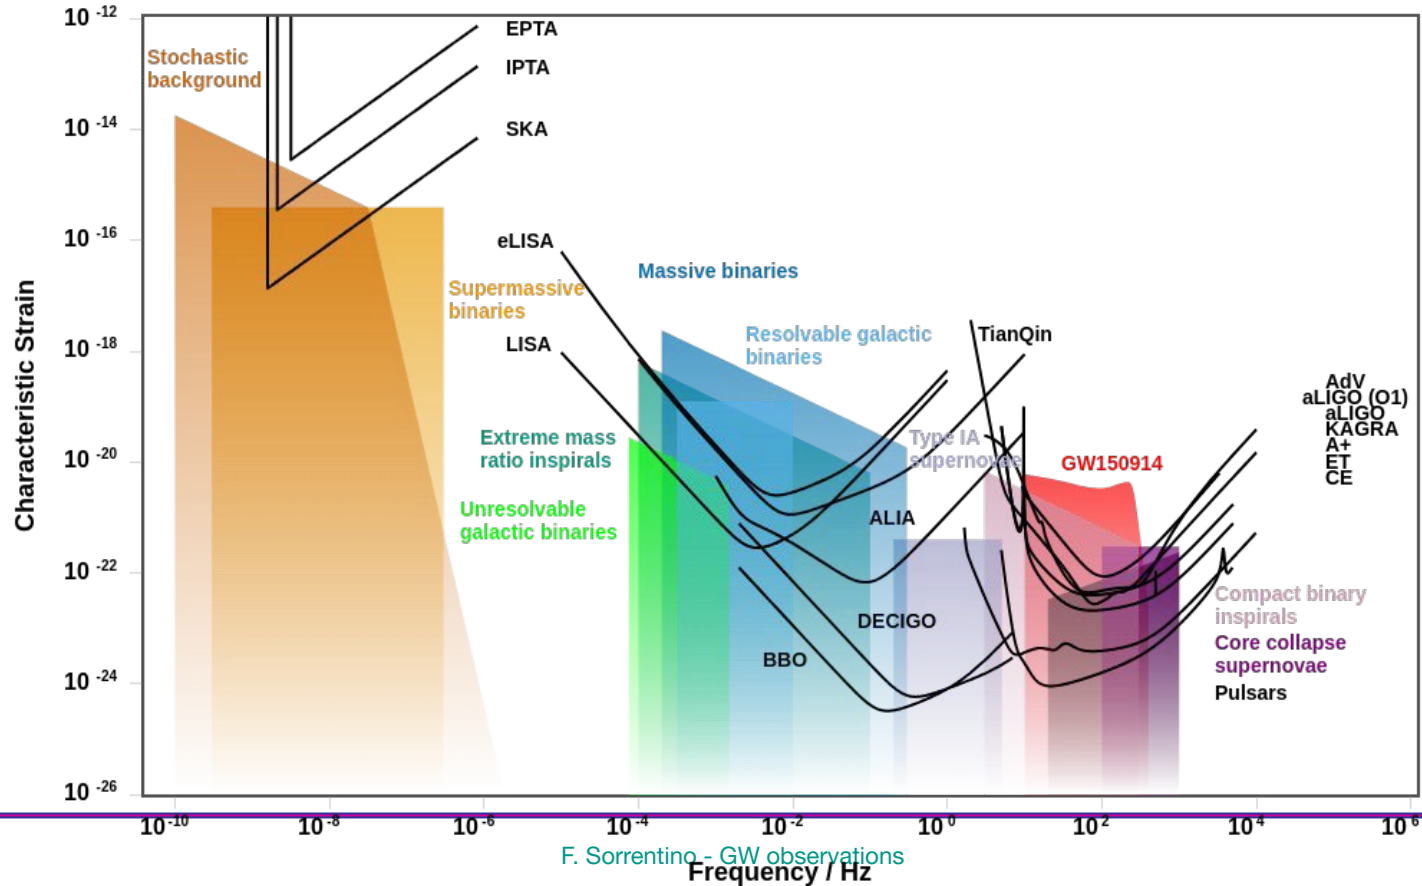 10 -12
EPTA
Stochastic
background
IPTA
10 -14
SKA
10 -16
eLISA
Massive binaries
Supermassive
binaries
Resolvable galactic
binaries
TianQin
LISA
10 -18
AdV
aLIGO (O1)
aLIGO
KAGRA
A+
ET
CE
Extreme mass
ratio inspirals
Type IA
supernovae
GW150914
10 -20
Unresolvable
galactic binaries
ALIA
10 -22
Compact binary
inspirals
DECIGO
Core collapse
supernovae
BBO
10 -24
Pulsars
10 -26
Characteristic Strain
10 -10 10 -8 10 -6 10 -4 10 -2 10 0 10 2 10 4 10 6
F. Sorrentino - GW observations
Frequency / Hz